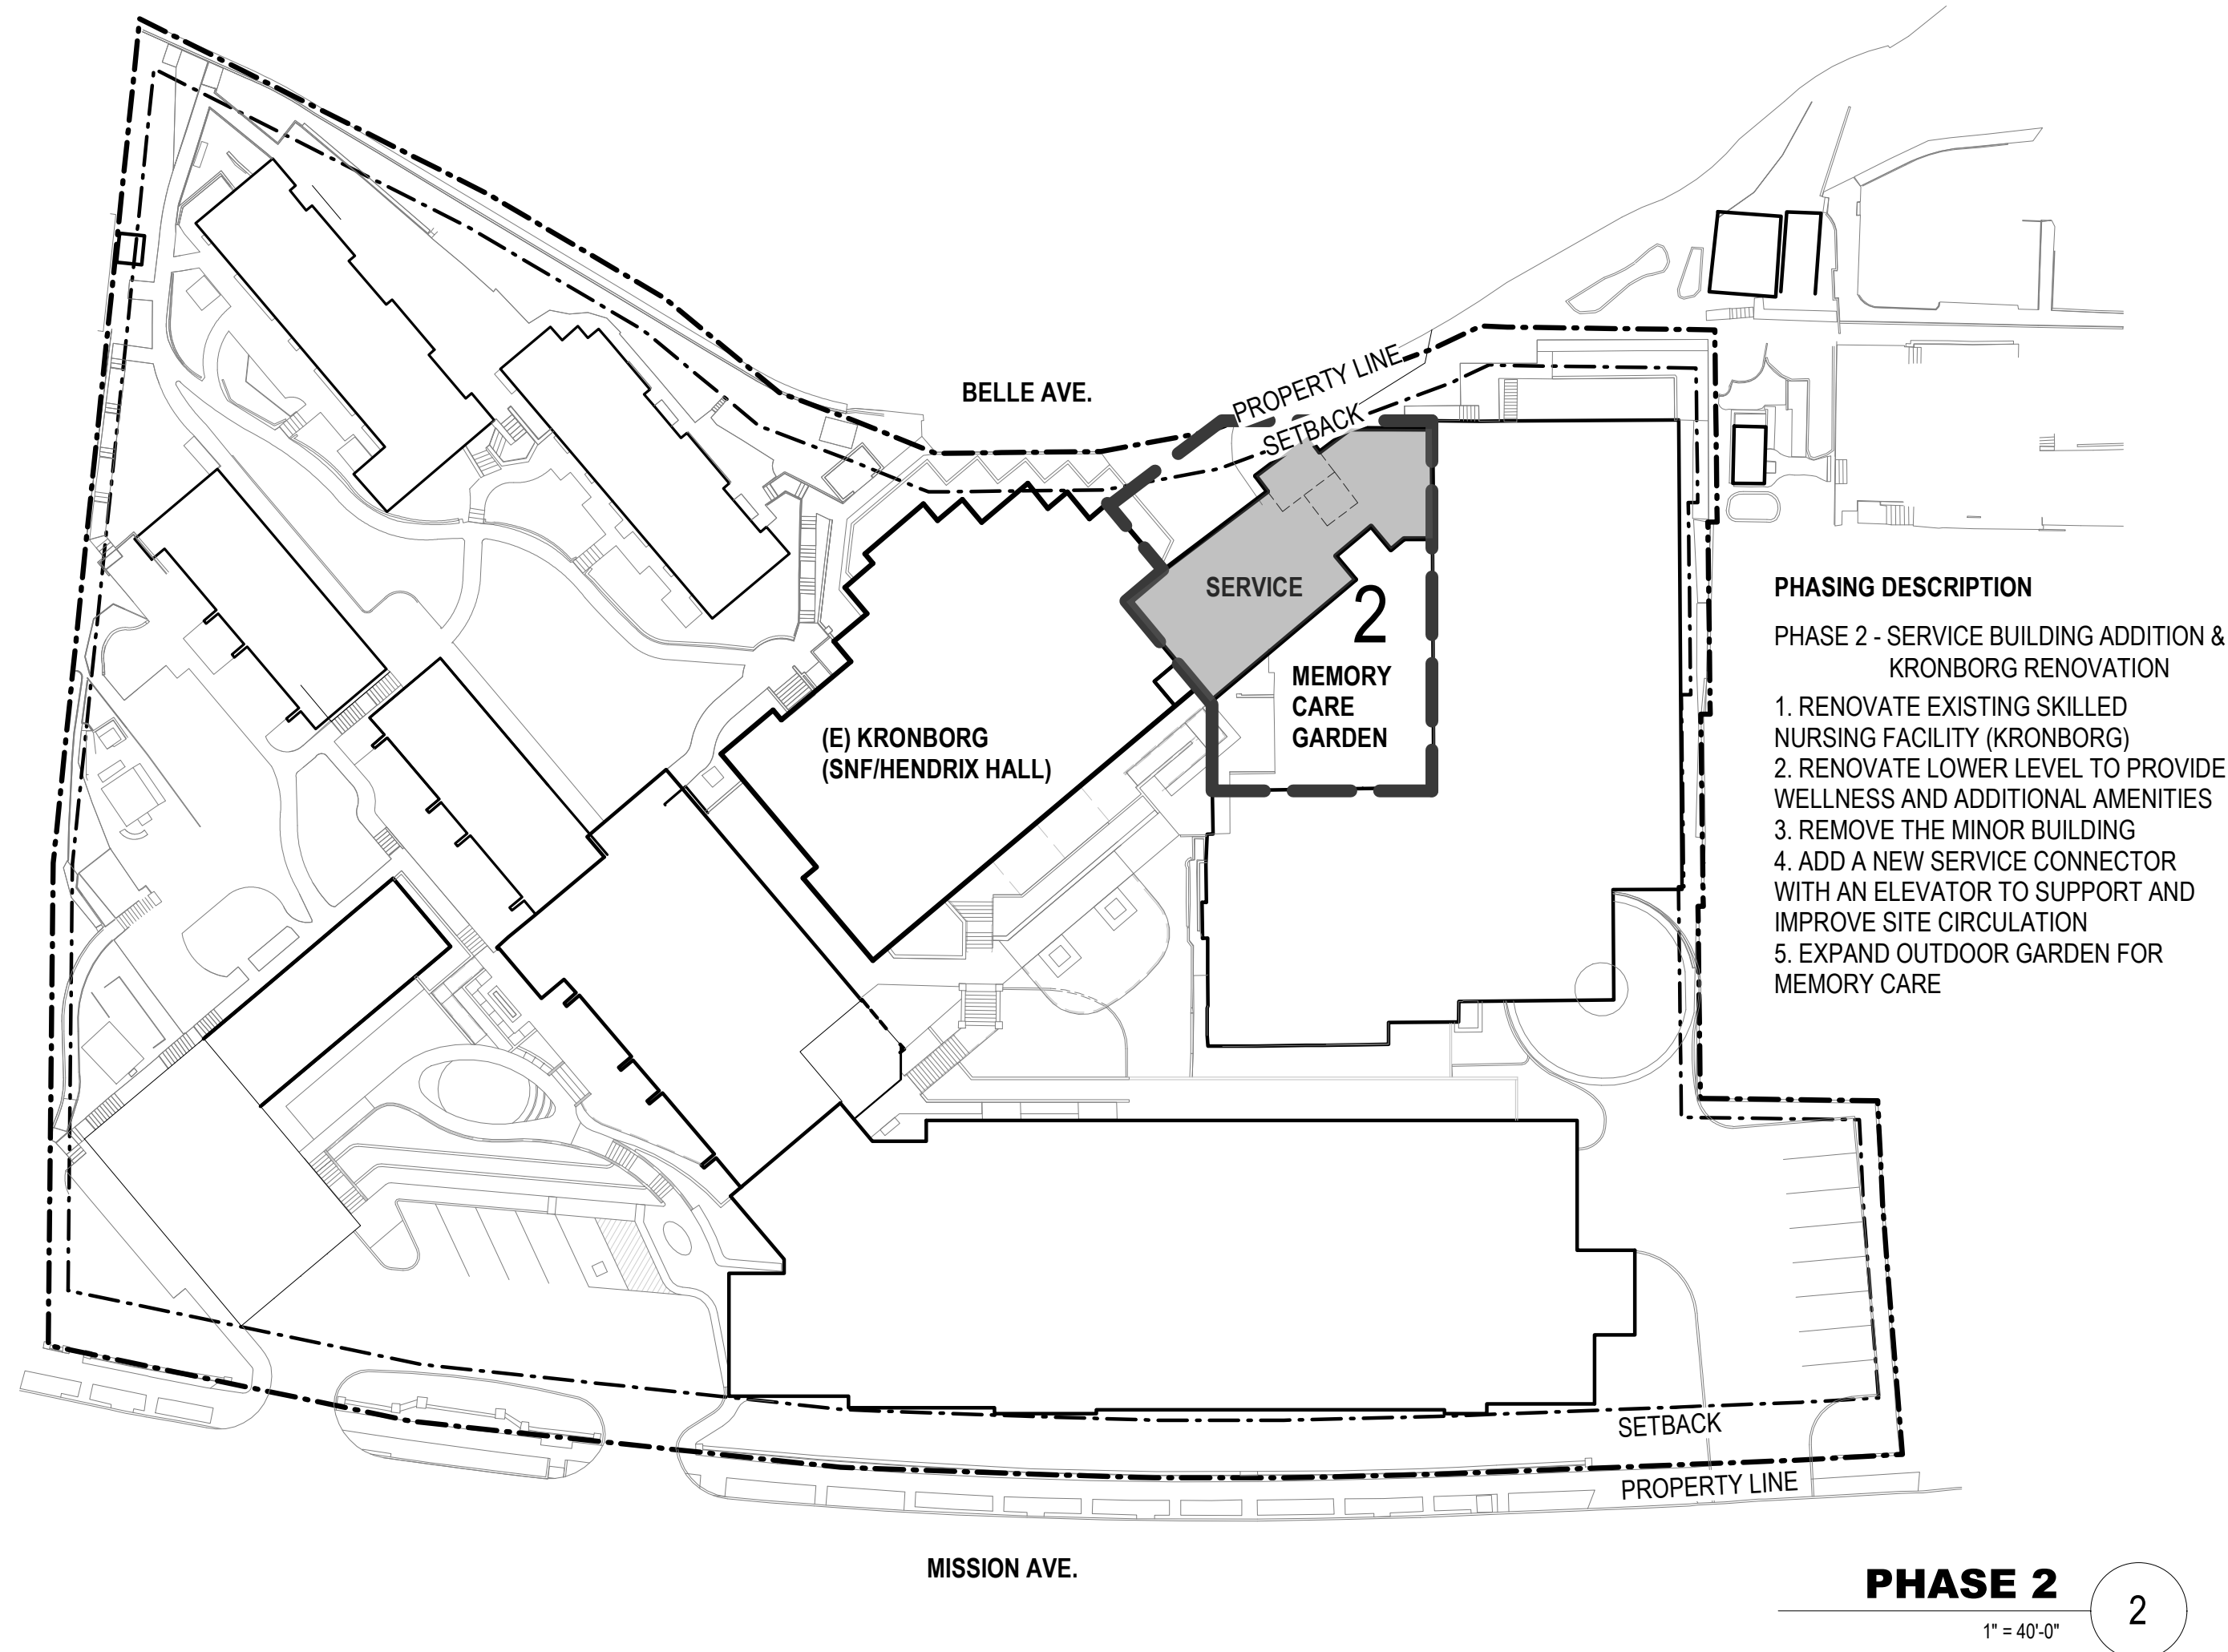 BELLE AVE.
PROPERTY LINE
SETBACK
SERVICE
2
MEMORY
CARE
GARDEN
(E) KRONBORG
(SNF/HENDRIX HALL)
PHASING DESCRIPTION
PHASE 2 - SERVICE BUILDING ADDITION &
KRONBORG RENOVATION
1. RENOVATE EXISTING SKILLED
NURSING FACILITY (KRONBORG)
2. RENOVATE LOWER LEVEL TO PROVIDE
WELLNESS AND ADDITIONAL AMENITIES
3. REMOVE THE MINOR BUILDING
4. ADD A NEW SERVICE CONNECTOR
WITH AN ELEVATOR TO SUPPORT AND
IMPROVE SITE CIRCULATION
5. EXPAND OUTDOOR GARDEN FOR
MEMORY CARE
SETBACK
PROPERTY LINE
MISSION AVE.
PHASE 2
2
1" = 40'-0"